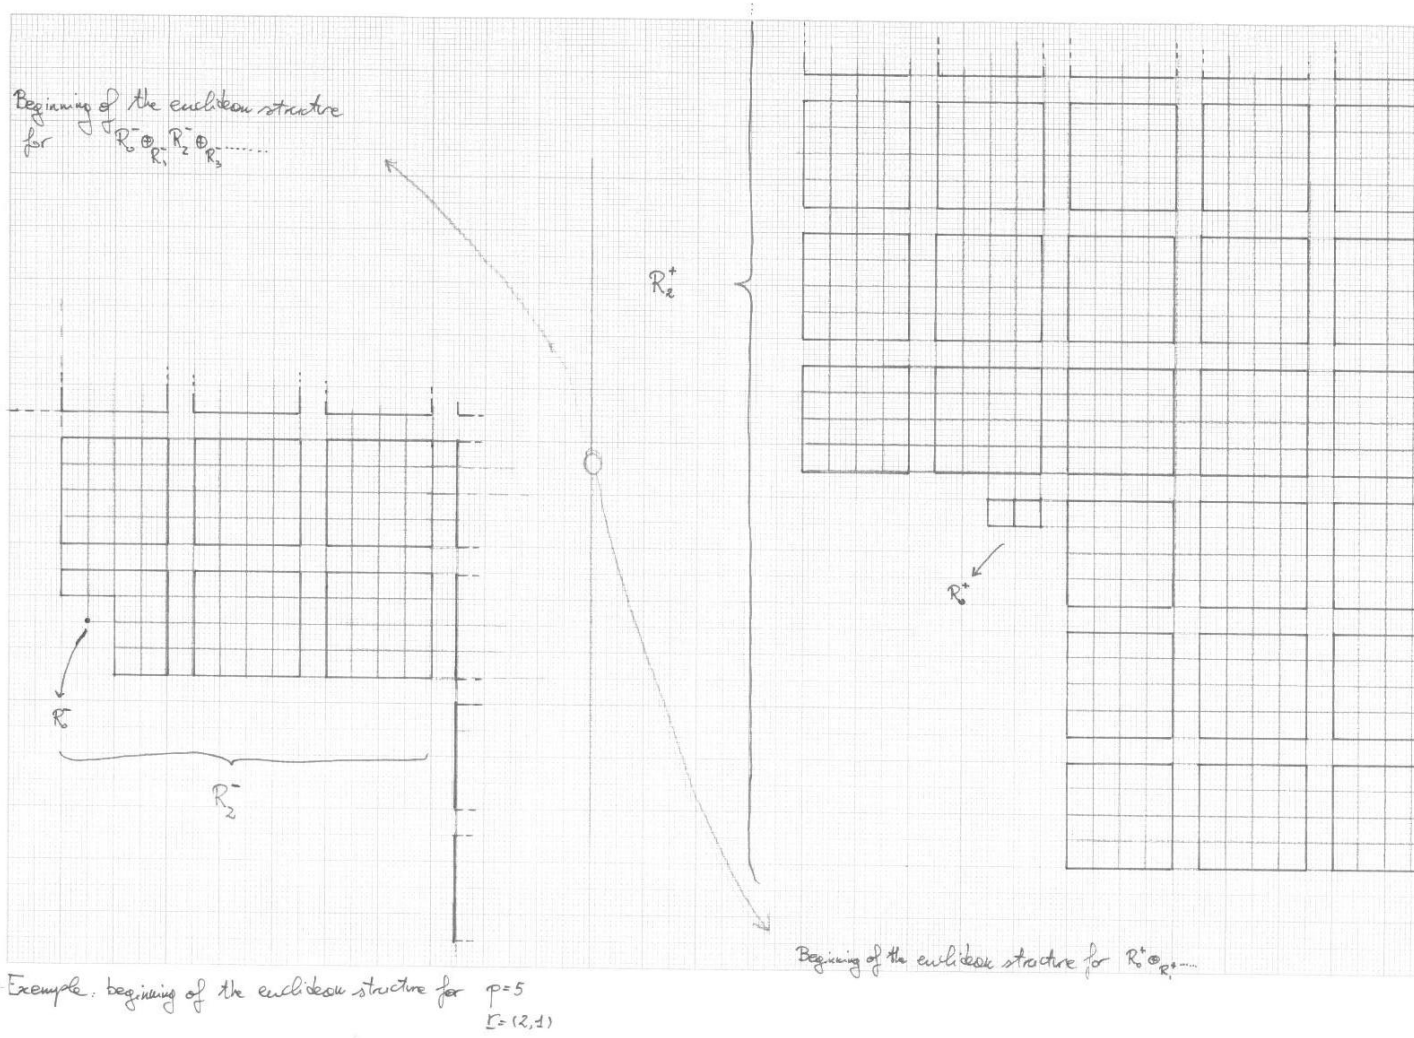 Beginning of the euclidean structure
for R₀⁻ ⊕_{R₁⁻} R₂⁻ ⊕_{R₃⁻} ........
R₂⁺
R₀⁺
R₀⁻
R₂⁻
Beginning of the euclidean structure for R₀⁺ ⊕_{R₁⁺} ....
Exemple: beginning of the euclidean structure for p=5
r=(2,1)